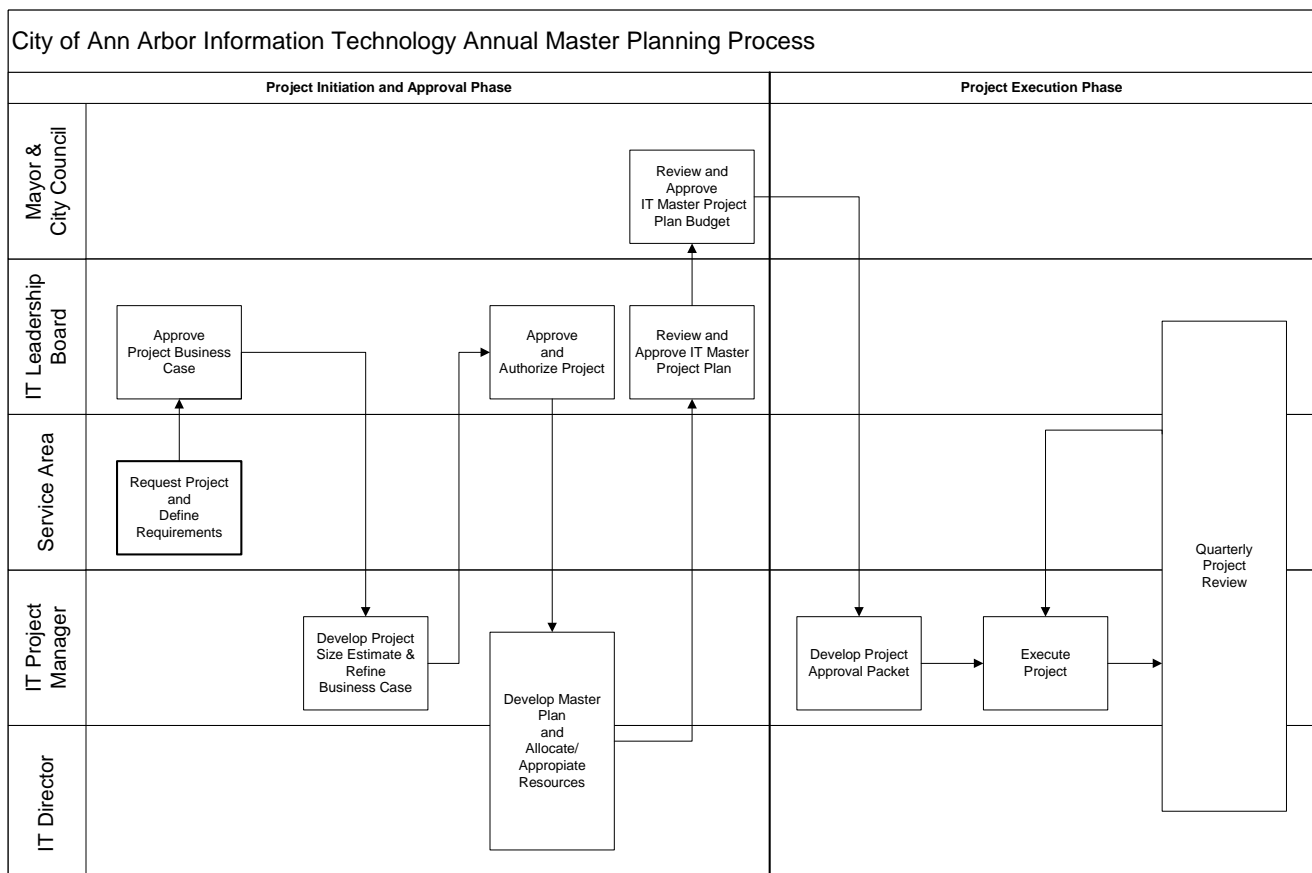 City of Ann Arbor Information Technology Annual Master Planning Process
Project Initiation and Approval Phase
Project Execution Phase
Mayor &
City Council
Review and
Approve
IT Master Project
Plan Budget
IT Leadership
Board
Approve
Project Business
Case
Approve
and
Authorize Project
Review and
Approve IT Master
Project Plan
Service Area
Request Project
and
Define
Requirements
Quarterly
Project
Review
IT Project
Manager
Develop Project
Size Estimate &
Refine
Business Case
Develop Master
Plan
and
Allocate/
Appropiate
Resources
Develop Project
Approval Packet
Execute
Project
IT Director